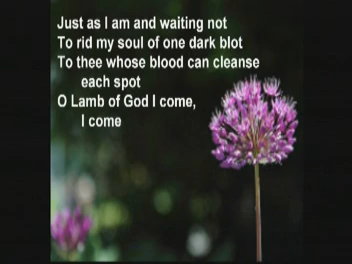 Just as I am and waiting not
To rid my soul of one dark blot
To thee whose blood can cleanse
each spot
O Lamb of God I come,
I come